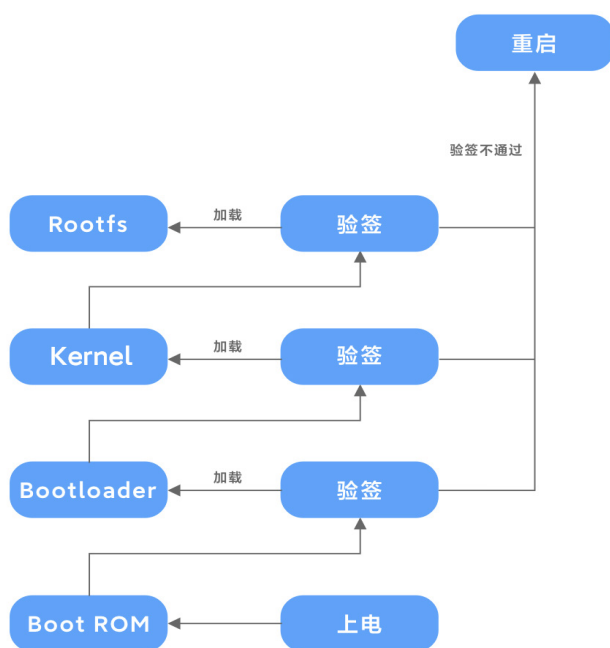 重启
验签不通过
Rootfs
加载
验签
Kernel
加载
验签
Bootloader
加载
验签
Boot ROM
上电